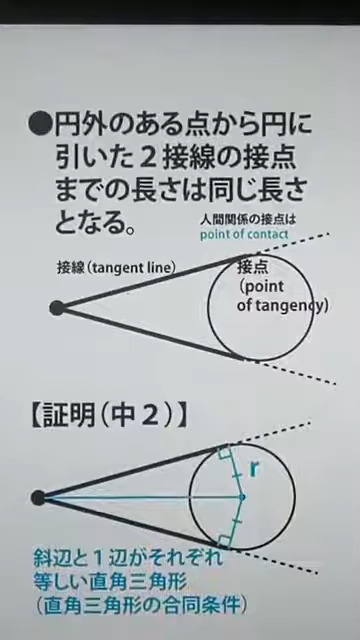 ●円外のある点から円に
引いた２接線の接点
までの長さは同じ長さ
となる。
人間関係の接点は
point of contact
接線（tangent line）
接点
（point
of tangency）
【証明（中２）】
r
斜辺と１辺がそれぞれ
等しい直角三角形
（直角三角形の合同条件）